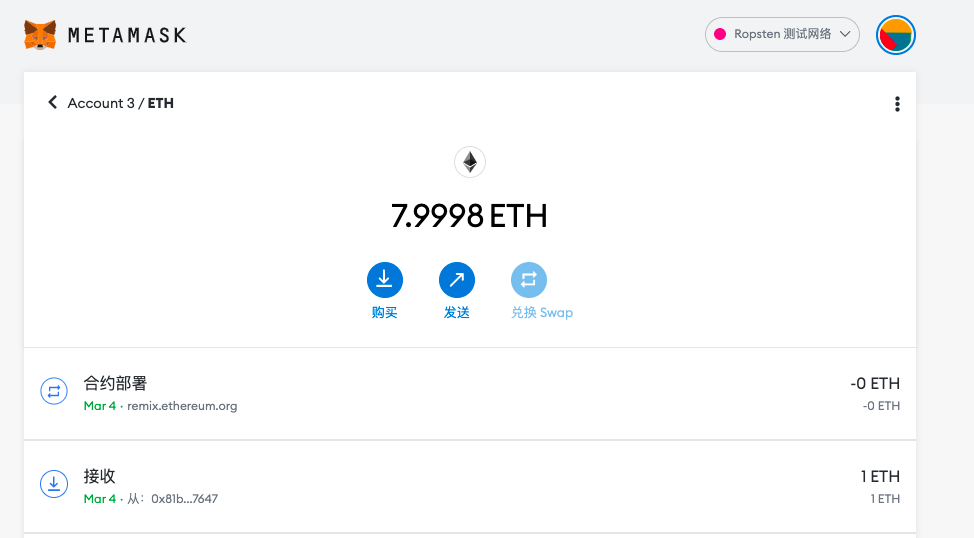 METAMASK
Ropsten 测试网络
Account 3 / ETH
7.9998 ETH
购买 发送 兑换 Swap
合约部署 -0 ETH
Mar 4 · remix.ethereum.org -0 ETH
接收 1 ETH
Mar 4 · 从：0x81b...7647 1 ETH